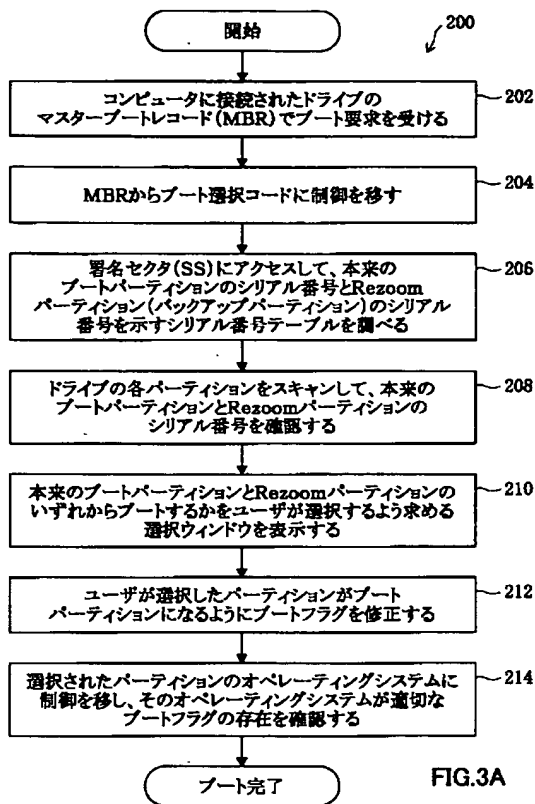 開始
200
コンピュータに接続されたドライブの
マスターブートレコード(MBR)でブート要求を受ける
202
MBRからブート選択コードに制御を移す
204
署名セクタ(SS)にアクセスして、本来の
ブートパーティションのシリアル番号とRezoom
パーティション(バックアップパーティション)のシリアル
番号を示すシリアル番号テーブルを調べる
206
ドライブの各パーティションをスキャンして、本来の
ブートパーティションとRezoomパーティションの
シリアル番号を確認する
208
本来のブートパーティションとRezoomパーティションの
いずれからブートするかをユーザが選択するよう求める
選択ウィンドウを表示する
210
ユーザが選択したパーティションがブート
パーティションになるようにブートフラグを修正する
212
選択されたパーティションのオペレーティングシステムに
制御を移し、そのオペレーティングシステムが適切な
ブートフラグの存在を確認する
214
ブート完了
FIG.3A